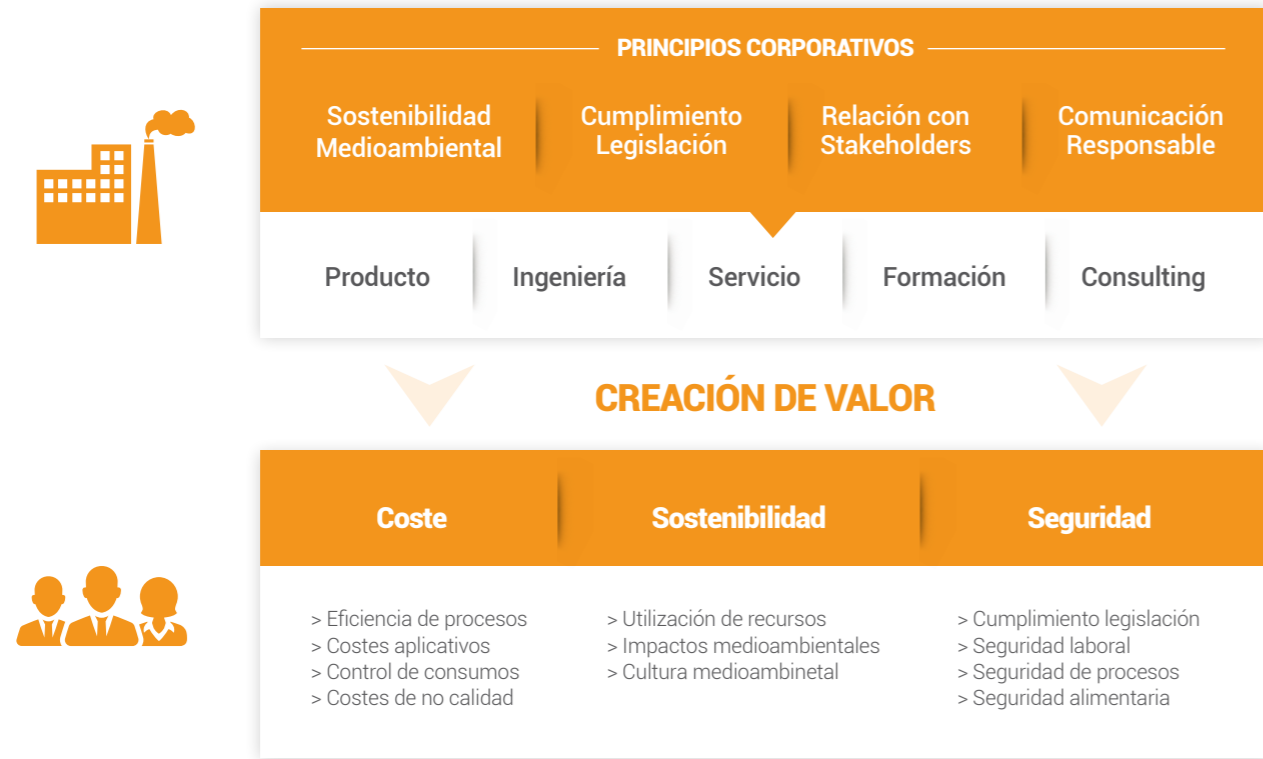 PRINCIPIOS CORPORATIVOS
Sostenibilidad
Medioambiental
Cumplimiento
Legislación
Relación con
Stakeholders
Comunicación
Responsable
Producto
Ingeniería
Servicio
Formación
Consulting
CREACIÓN DE VALOR
Coste
Sostenibilidad
Seguridad
> Eficiencia de procesos
> Costes aplicativos
> Control de consumos
> Costes de no calidad
> Utilización de recursos
> Impactos medioambientales
> Cultura medioambinetal
> Cumplimiento legislación
> Seguridad laboral
> Seguridad de procesos
> Seguridad alimentaria